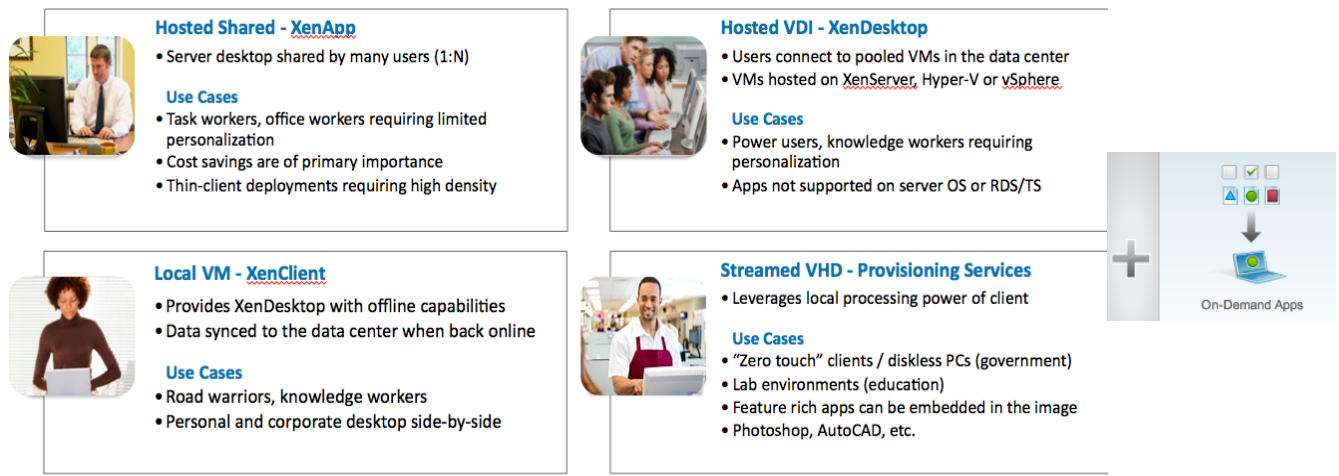 Hosted Shared - XenApp
• Server desktop shared by many users (1:N)
Use Cases
• Task workers, office workers requiring limited
personalization
• Cost savings are of primary importance
• Thin-client deployments requiring high density
Hosted VDI - XenDesktop
• Users connect to pooled VMs in the data center
• VMs hosted on XenServer, Hyper-V or vSphere
Use Cases
• Power users, knowledge workers requiring
personalization
• Apps not supported on server OS or RDS/TS
Local VM - XenClient
• Provides XenDesktop with offline capabilities
• Data synced to the data center when back online
Use Cases
• Road warriors, knowledge workers
• Personal and corporate desktop side-by-side
Streamed VHD - Provisioning Services
• Leverages local processing power of client
Use Cases
• “Zero touch” clients / diskless PCs (government)
• Lab environments (education)
• Feature rich apps can be embedded in the image
• Photoshop, AutoCAD, etc.
On-Demand Apps